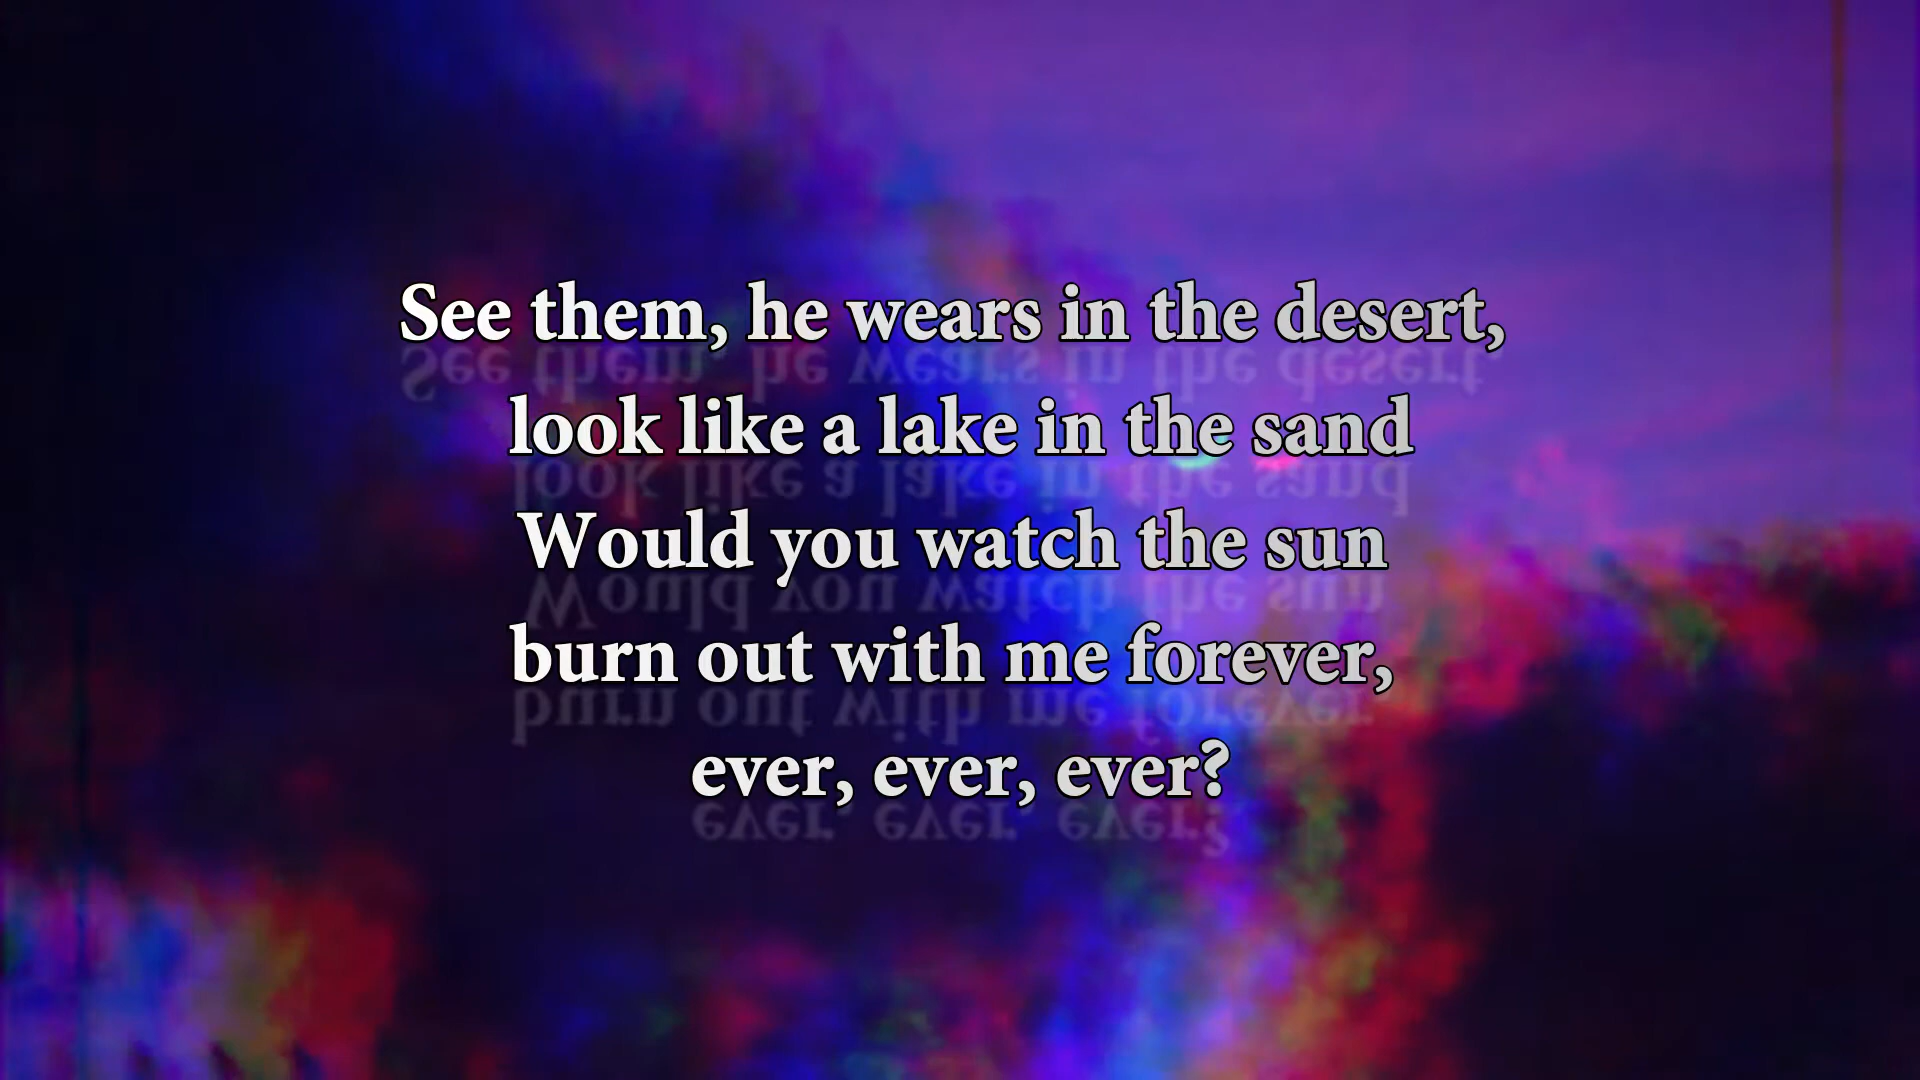 See them, he wears in the desert,
look like a lake in the sand
Would you watch the sun
burn out with me forever,
ever, ever, ever?